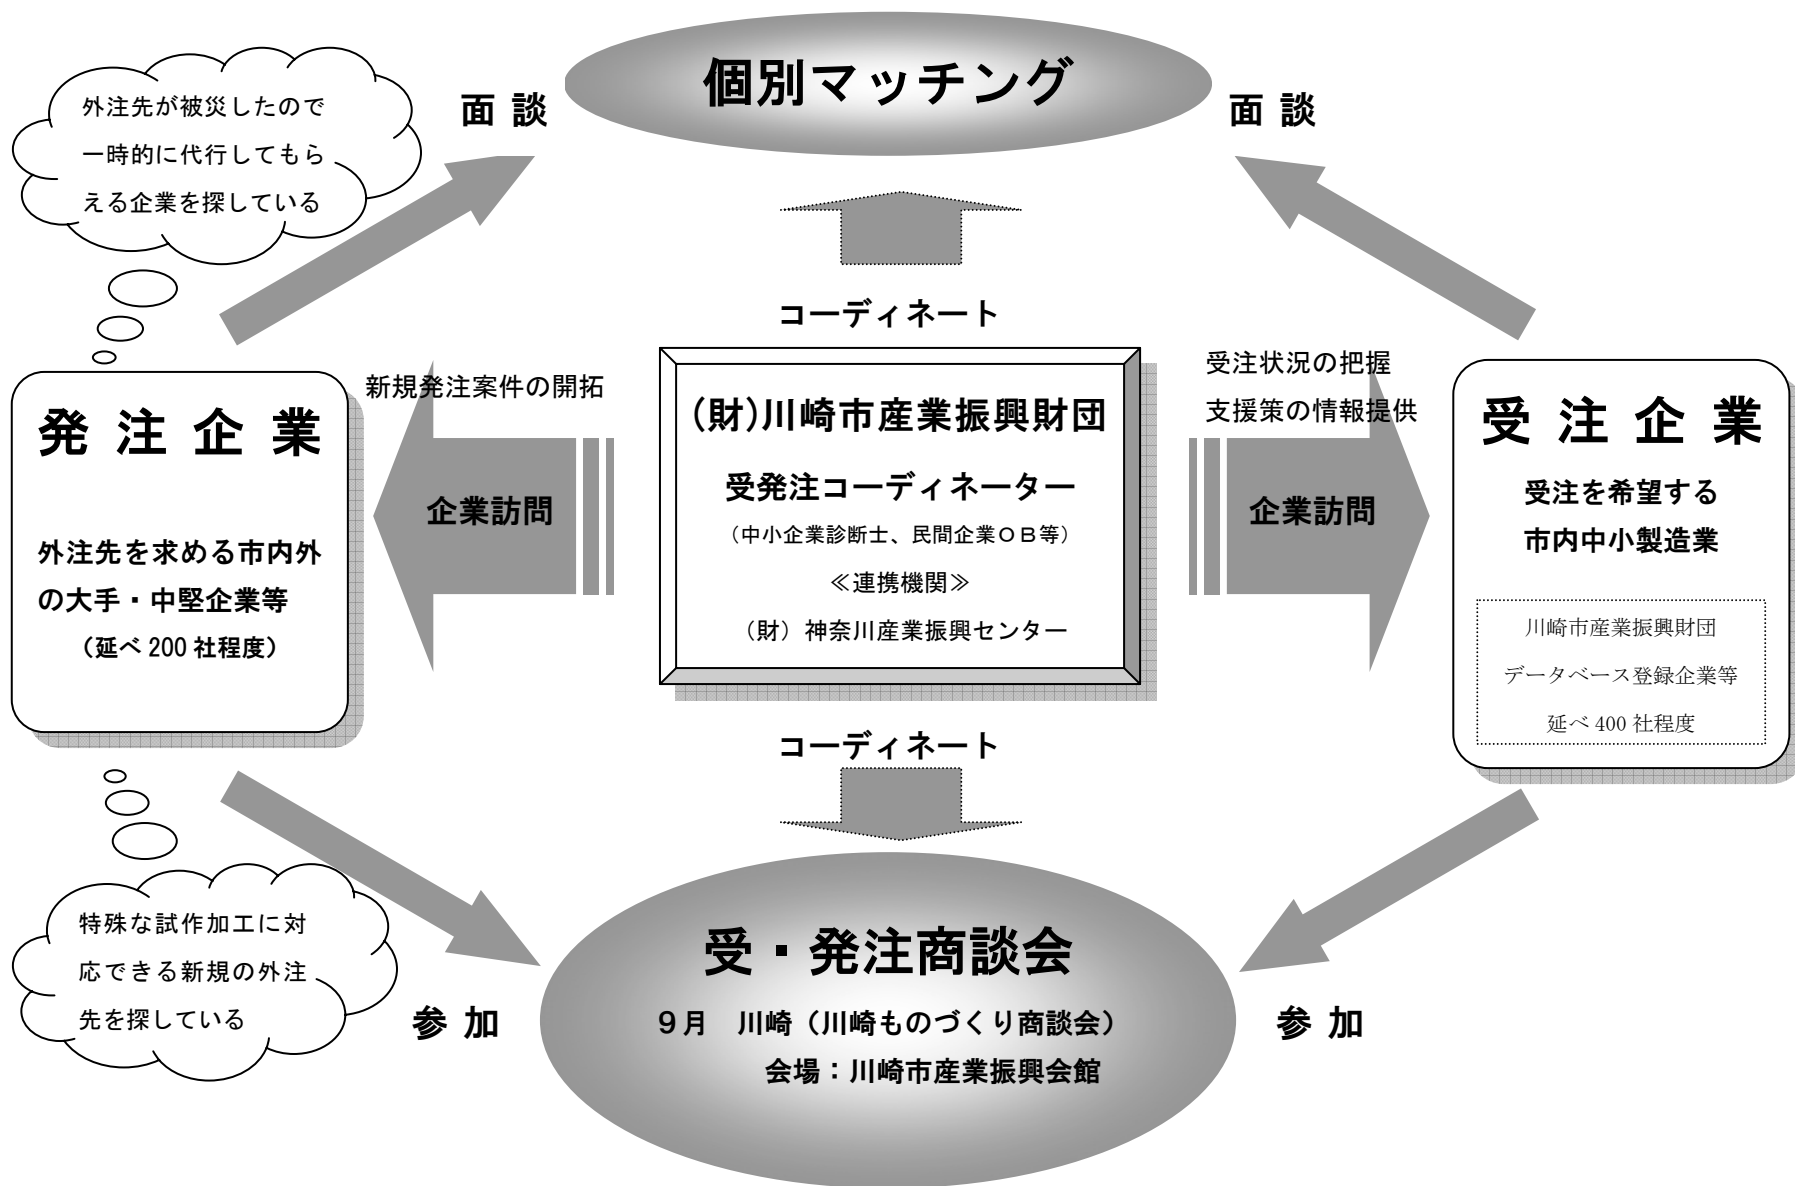 個別マッチング
外注先が被災したので
一時的に代行してもら
える企業を探している
面 談
面 談
コーディネート
新規発注案件の開拓
企業訪問
発 注 企 業
外注先を求める市内外
の大手・中堅企業等
（延べ 200 社程度）
(財)川崎市産業振興財団
受発注コーディネーター
（中小企業診断士、民間企業ＯＢ等）
≪連携機関≫
（財）神奈川産業振興センター
受注状況の把握
支援策の情報提供
企業訪問
受 注 企 業
受注を希望する
市内中小製造業
川崎市産業振興財団
データベース登録企業等
延べ 400 社程度
コーディネート
特殊な試作加工に対
応できる新規の外注
先を探している
参 加
受・発注商談会
９月　川崎（川崎ものづくり商談会）
会場：川崎市産業振興会館
参 加